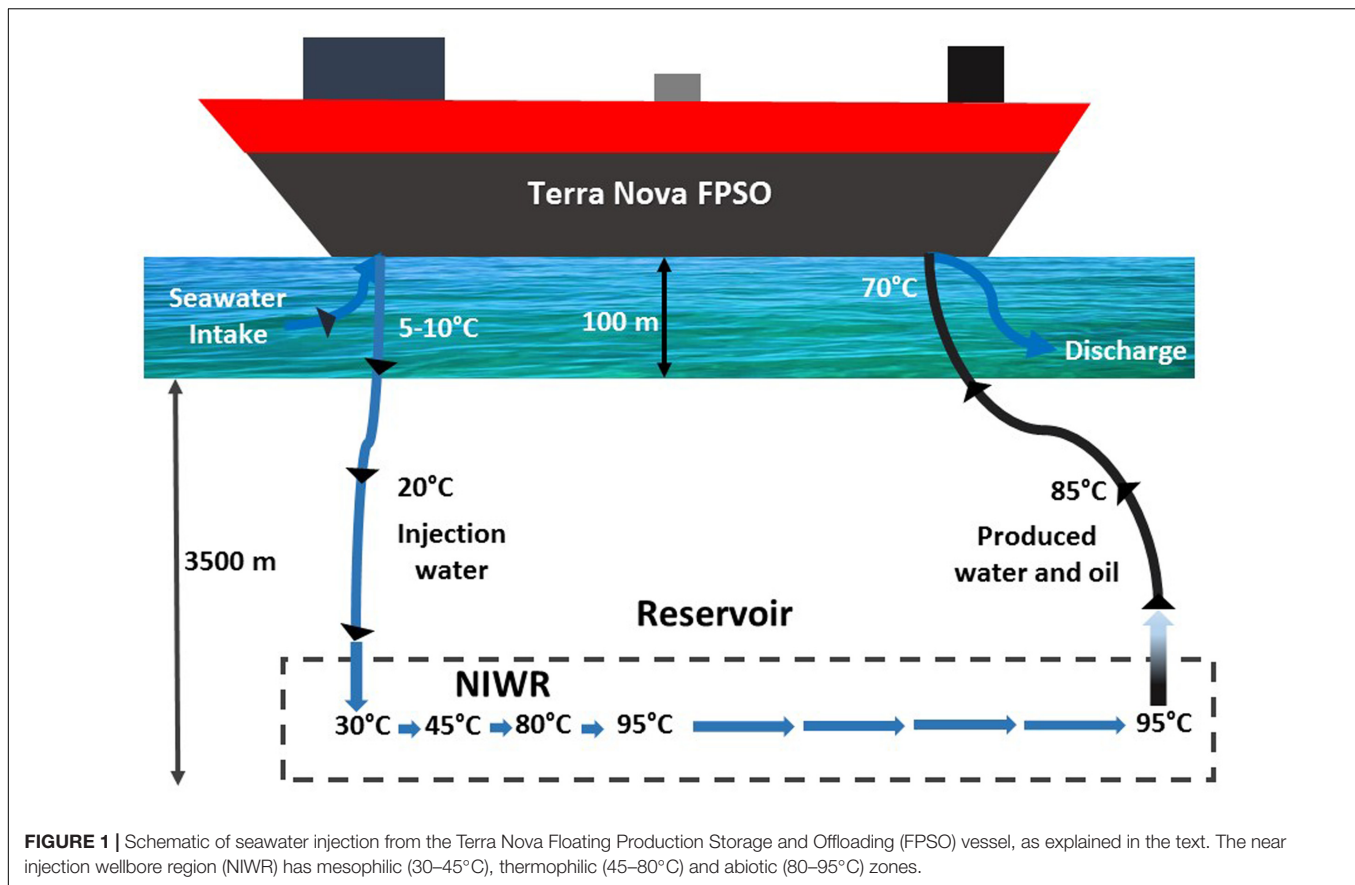 Terra Nova FPSO
Seawater
Intake
5-10°C
100 m
70°C
Discharge
3500 m
20°C
Injection
water
85°C
Produced
water and oil
Reservoir
NIWR
30°C 45°C 80°C 95°C 95°C
FIGURE 1 | Schematic of seawater injection from the Terra Nova Floating Production Storage and Offloading (FPSO) vessel, as explained in the text. The near
injection wellbore region (NIWR) has mesophilic (30–45°C), thermophilic (45–80°C) and abiotic (80–95°C) zones.